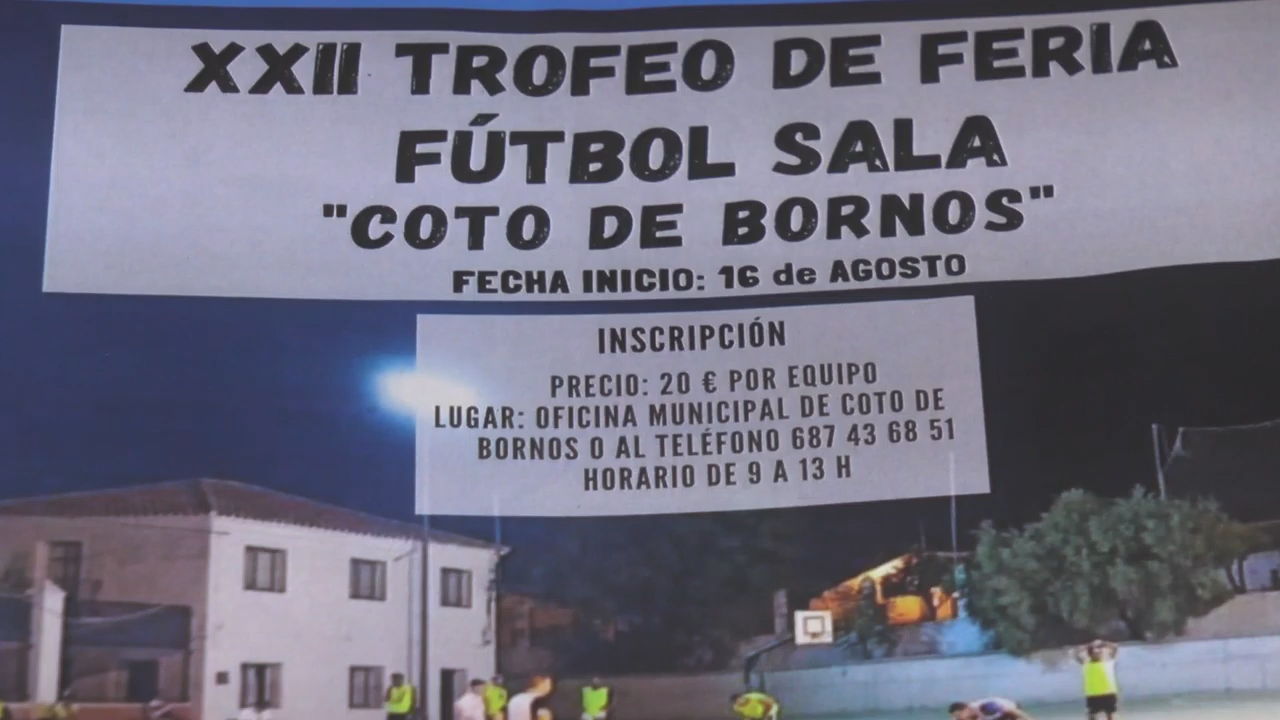 XXII TROFEO DE FERIA
FÚTBOL SALA
"COTO DE BORNOS"
FECHA INICIO: 16 de AGOSTO
INSCRIPCIÓN
PRECIO: 20 € POR EQUIPO
LUGAR: OFICINA MUNICIPAL DE COTO DE
BORNOS O AL TELÉFONO 687 43 68 51
HORARIO DE 9 A 13 H